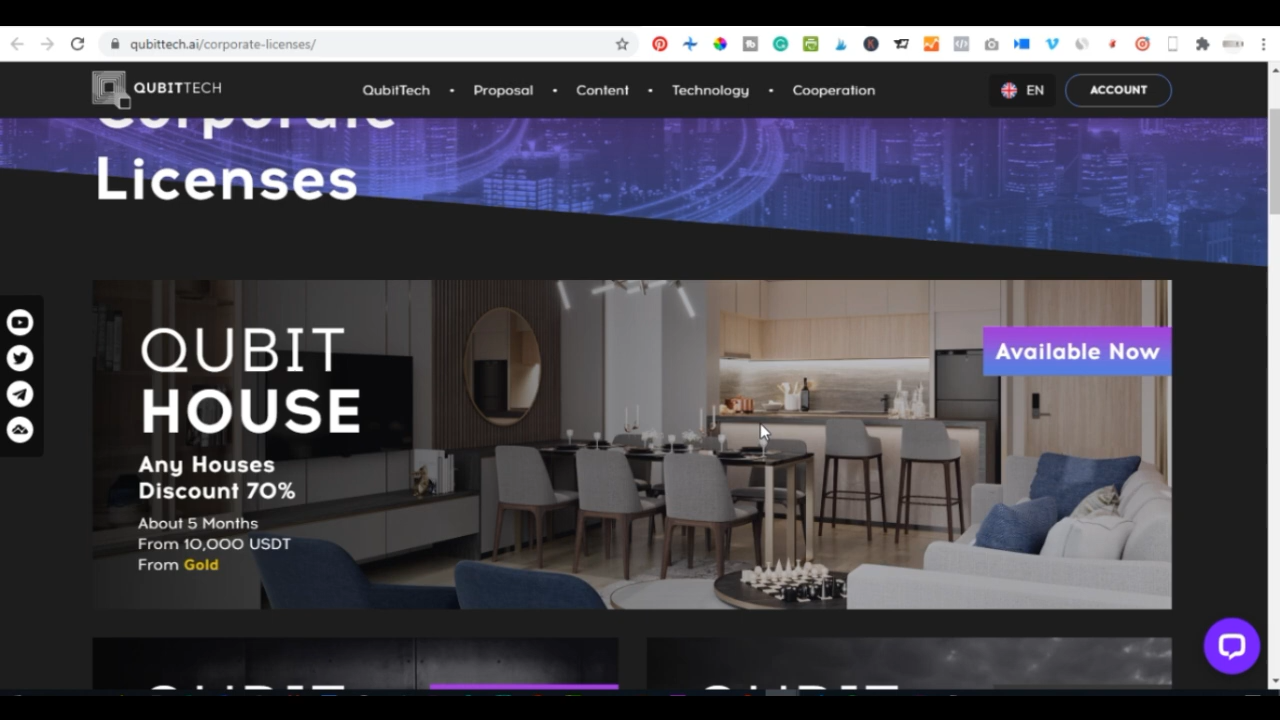 qubittech.ai/corporate-licenses/
QUBITTECH
QubitTech • Proposal • Content • Technology • Cooperation
EN
ACCOUNT
Corporate
Licenses
QUBIT
HOUSE
Available Now
Any Houses
Discount 70%
About 5 Months
From 10,000 USDT
From Gold